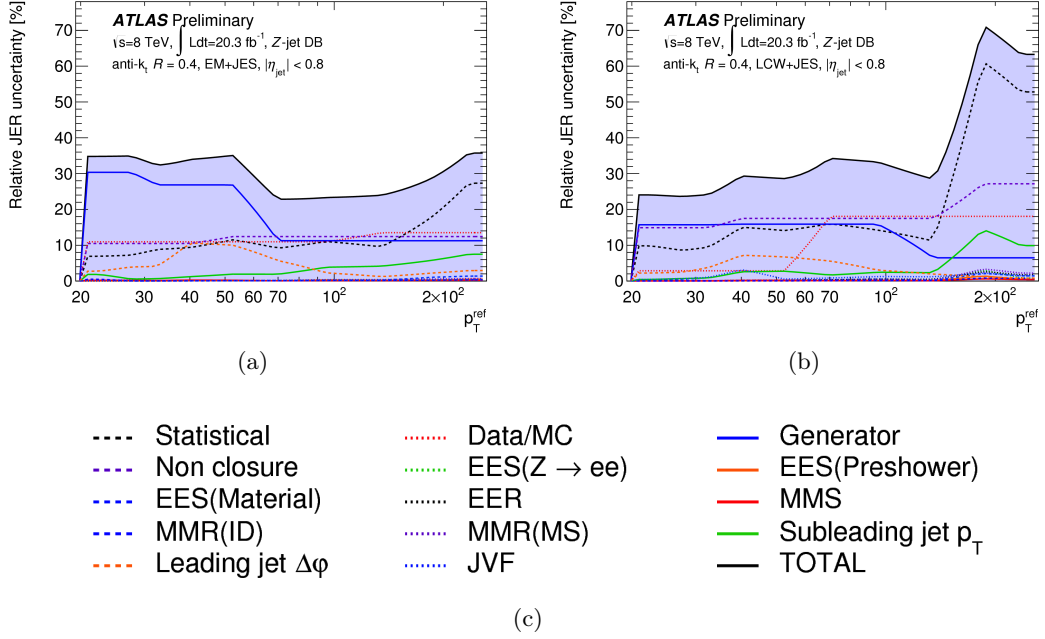 Relative JER uncertainty [%]
70
60
50
40
30
20
10
0
ATLAS Preliminary
√s=8 TeV, ∫ Ldt=20.3 fb⁻¹, Z-jet DB
anti-kₜ R = 0.4, EM+JES, |η_jet| < 0.8
20 30 40 50 60 70 10² 2×10²
p_T^ref
(a)
Relative JER uncertainty [%]
70
60
50
40
30
20
10
0
ATLAS Preliminary
√s=8 TeV, ∫ Ldt=20.3 fb⁻¹, Z-jet DB
anti-kₜ R = 0.4, LCW+JES, |η_jet| < 0.8
20 30 40 50 60 70 10² 2×10²
p_T^ref
(b)
Statistical Data/MC Generator
Non closure EES(Z → ee) EES(Preshower)
EES(Material) EER MMS
MMR(ID) MMR(MS) Subleading jet p_T
Leading jet Δφ JVF TOTAL
(c)